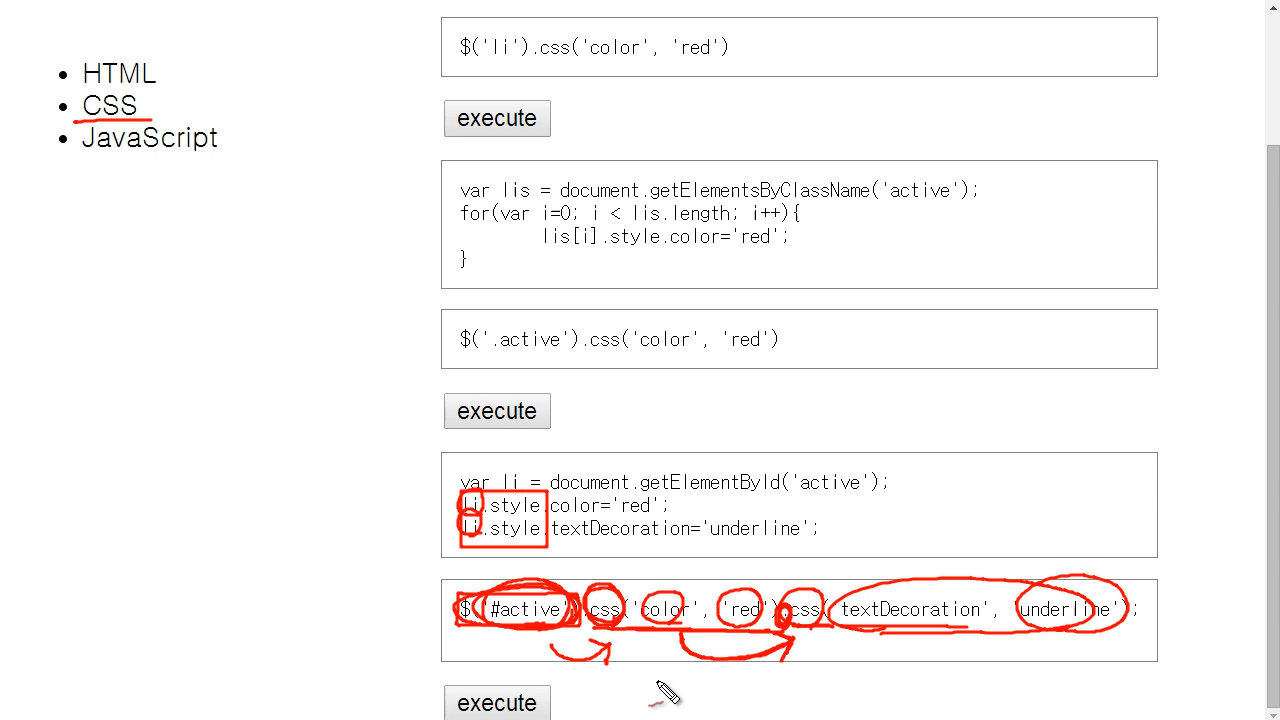 HTML
CSS
JavaScript
$('li').css('color', 'red')
execute
var lis = document.getElementsByClassName('active');
for(var i=0; i < lis.length; i++){
lis[i].style.color='red';
}
$('.active').css('color', 'red')
execute
var li = document.getElementById('active');
li.style.color='red';
li.style.textDecoration='underline';
$('#active').css('color', 'red').css('textDecoration', 'underline');
execute